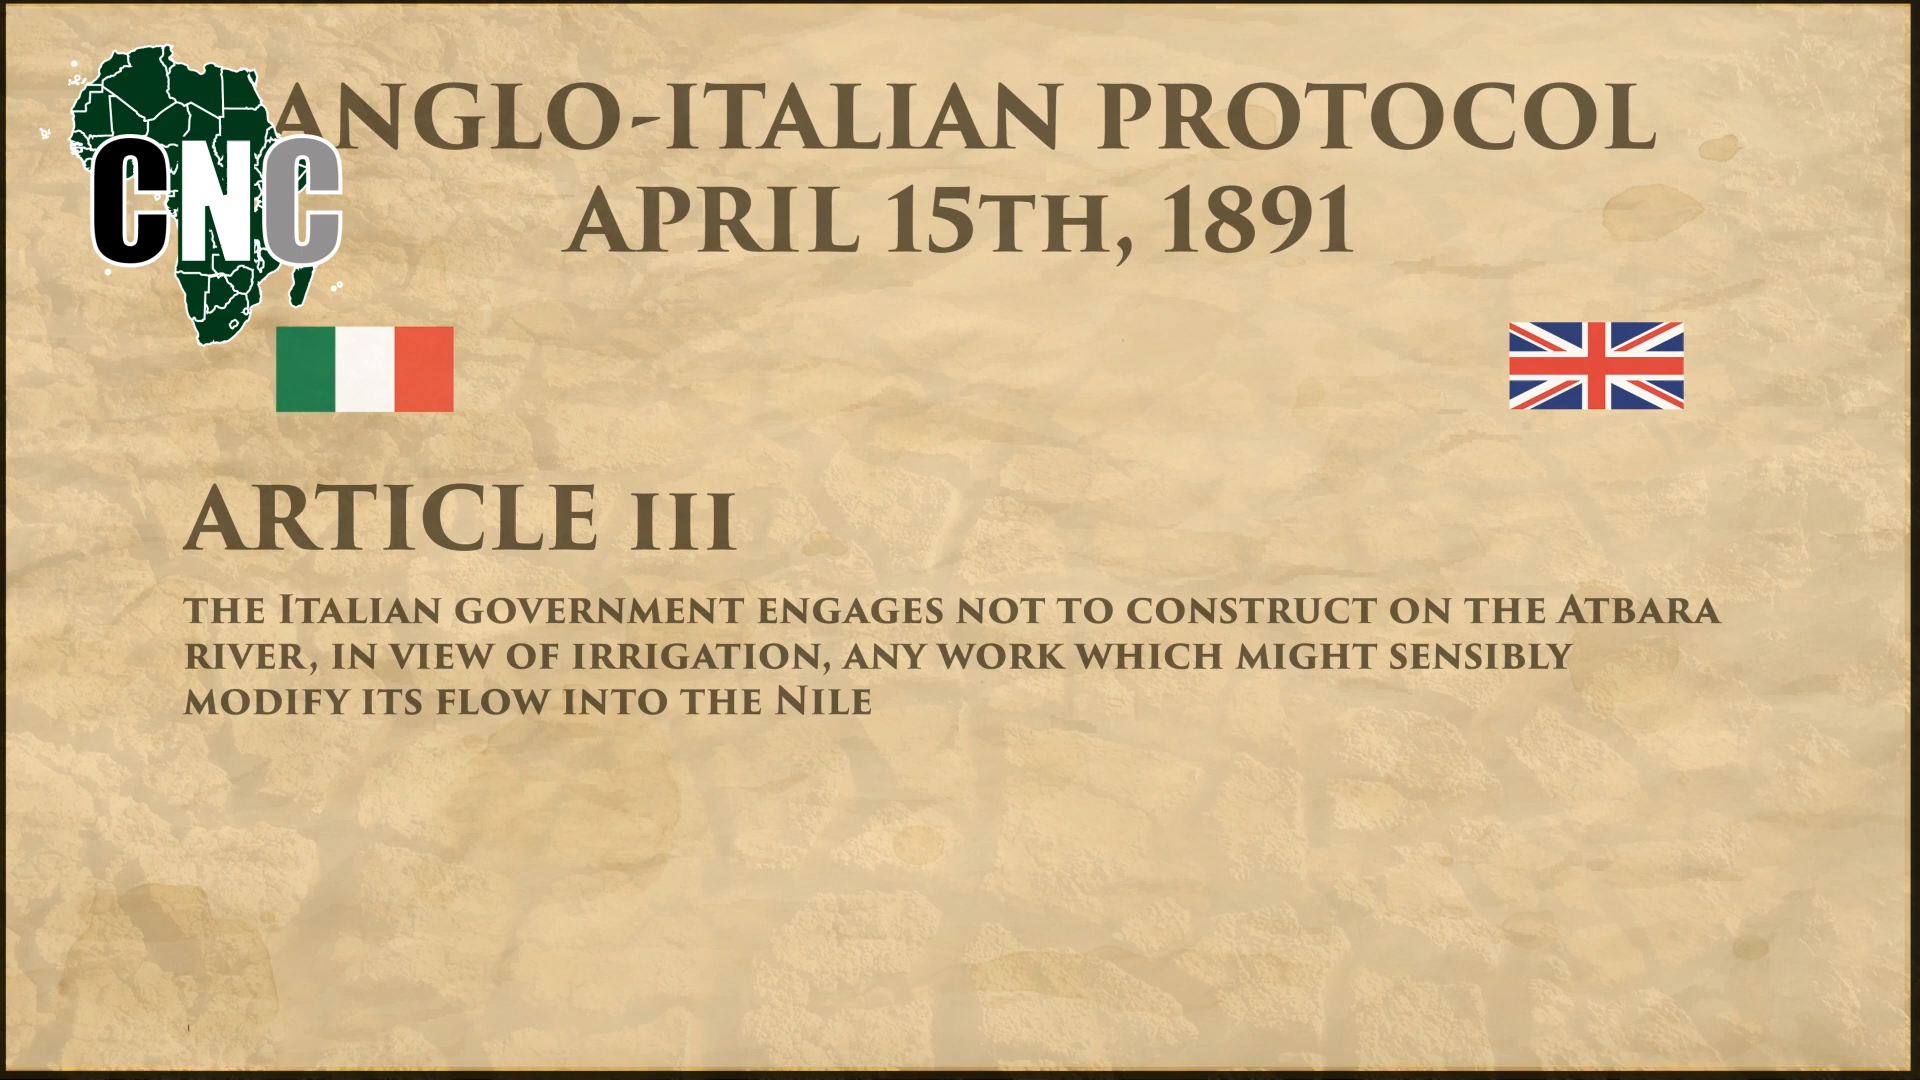 CNC
ANGLO-ITALIAN PROTOCOL
APRIL 15TH, 1891
ARTICLE III
THE ITALIAN GOVERNMENT ENGAGES NOT TO CONSTRUCT ON THE ATBARA
RIVER, IN VIEW OF IRRIGATION, ANY WORK WHICH MIGHT SENSIBLY
MODIFY ITS FLOW INTO THE NILE